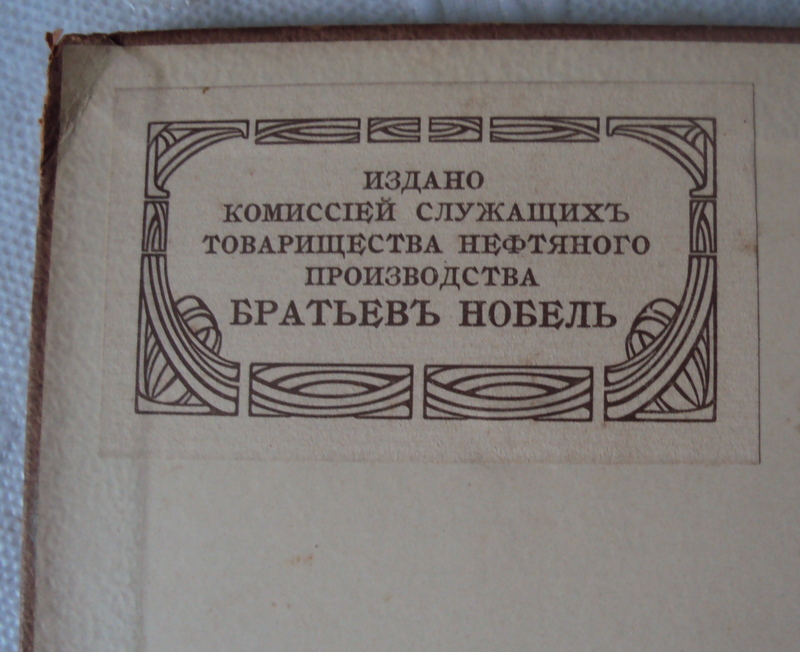 ИЗДАНО
КОМИССІЕЙ СЛУЖАЩИХЪ
ТОВАРИЩЕСТВА НЕФТЯНОГО
ПРОИЗВОДСТВА
БРАТЬЕВЪ НОБЕЛЬ